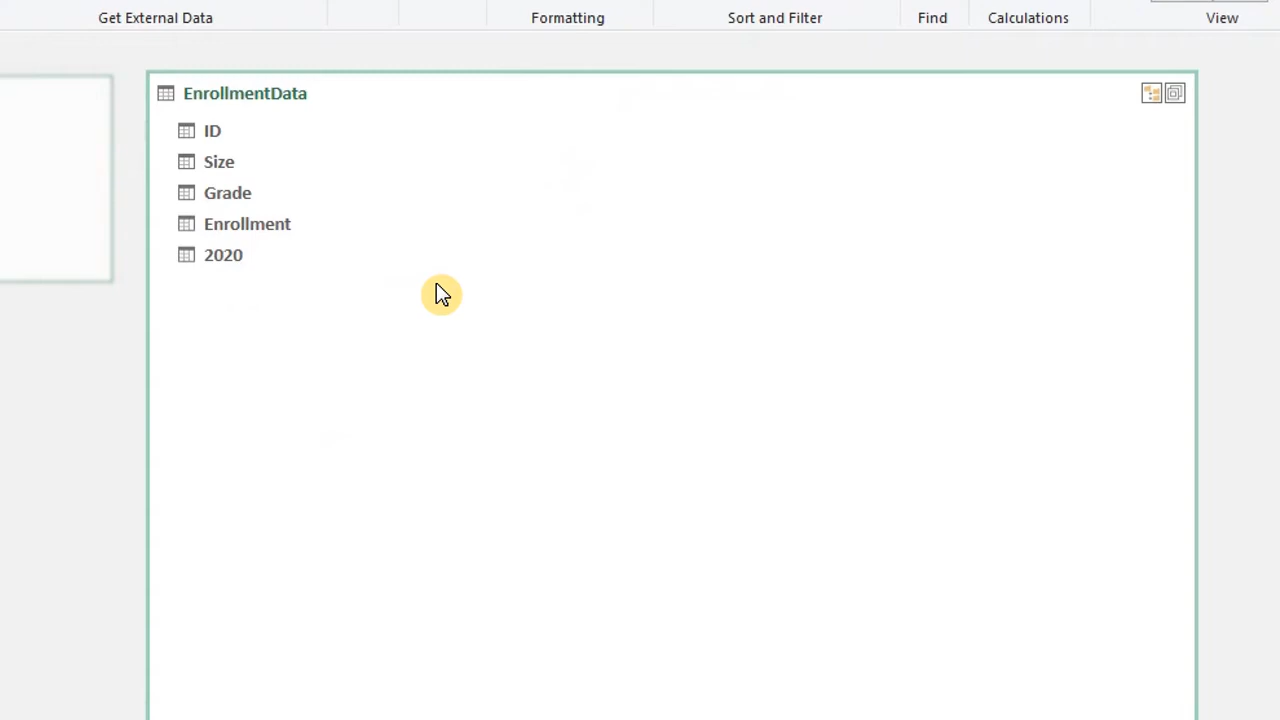 Get External Data Formatting Sort and Filter Find Calculations View
EnrollmentData
ID
Size
Grade
Enrollment
2020